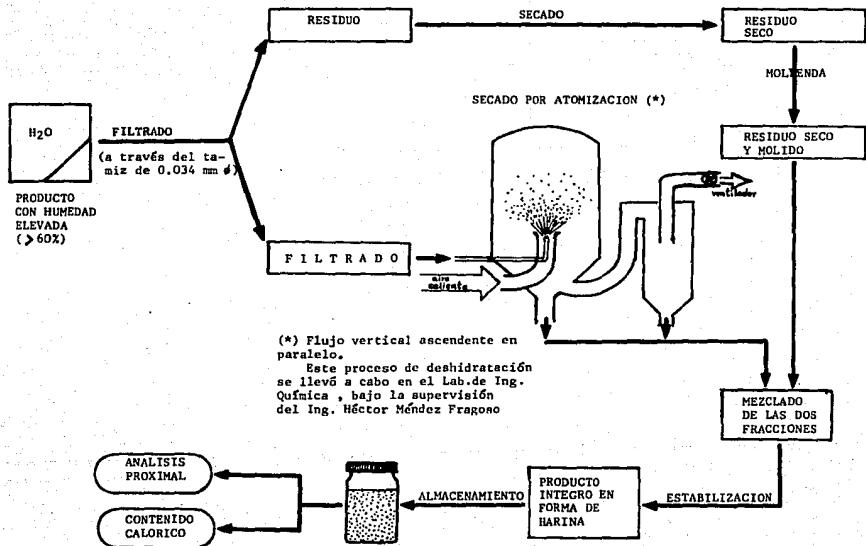 RESIDUO
SECADO
RESIDUO
SECO
MOLIENDA
SECADO POR ATOMIZACION (*)
H₂O
FILTRADO
(a través del ta-
miz de 0.034 mm ø)
RESIDUO SECO
Y MOLIDO
ventilador
PRODUCTO
CON HUMEDAD
ELEVADA
(>60%)
F I L T R A D O
aire
caliente
(*) Flujo vertical ascendente en
paralelo.
Este proceso de deshidratación
se llevó a cabo en el Lab.de Ing.
Química , bajo la supervisión
del Ing. Héctor Méndez Fragoso
MEZCLADO
DE LAS DOS
FRACCIONES
ANALISIS
PROXIMAL
CONTENIDO
CALORICO
ALMACENAMIENTO
PRODUCTO
INTEGRO EN
FORMA DE
HARINA
ESTABILIZACION